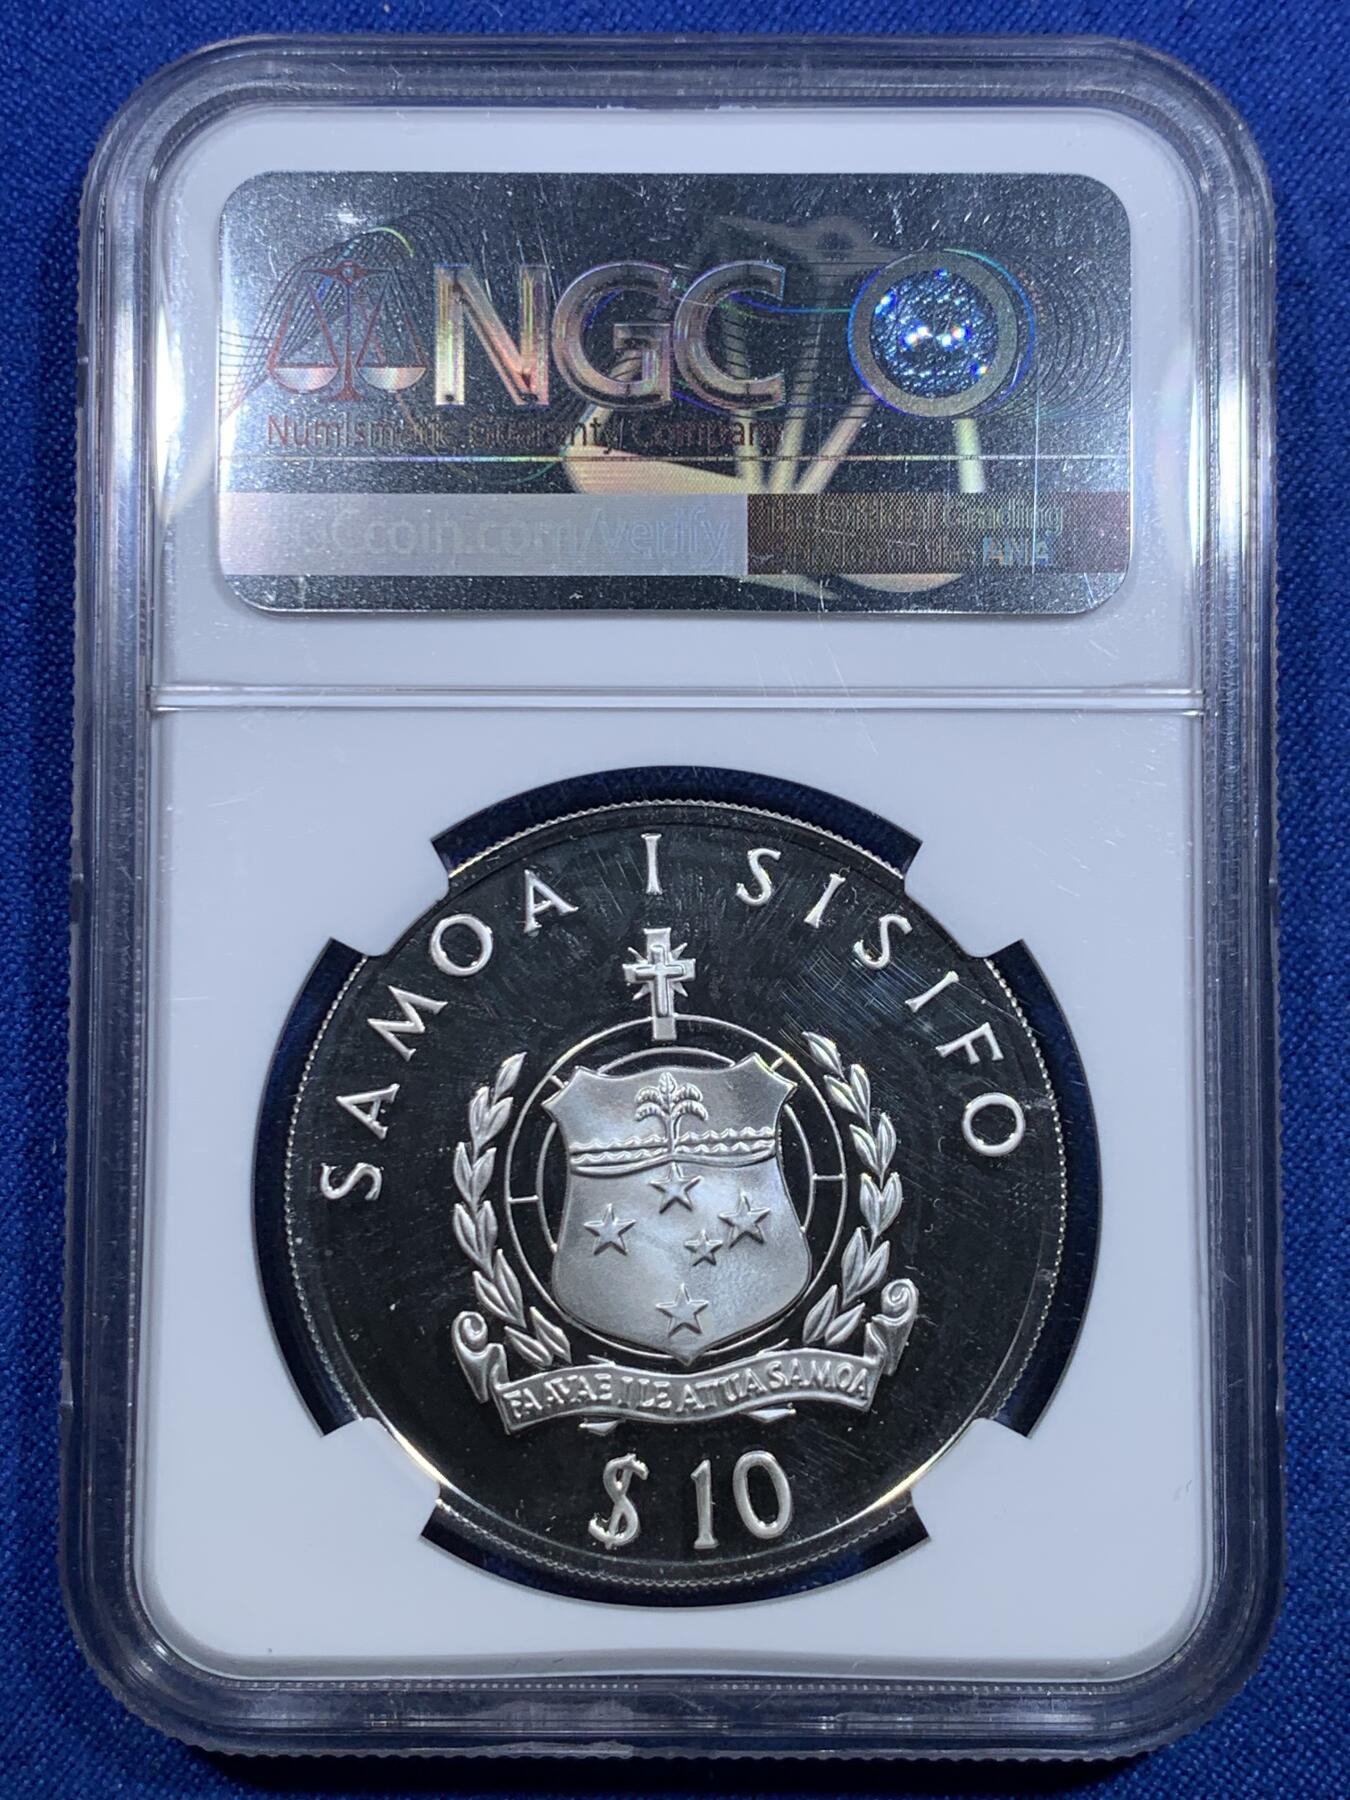 NGC
Numismatic Guaranty Company
NGCcoin.com/verify
The Official Grading
Service of the ANA
SAMOA I SISIFO
FAAVAE I LE ATUA SAMOA
$10